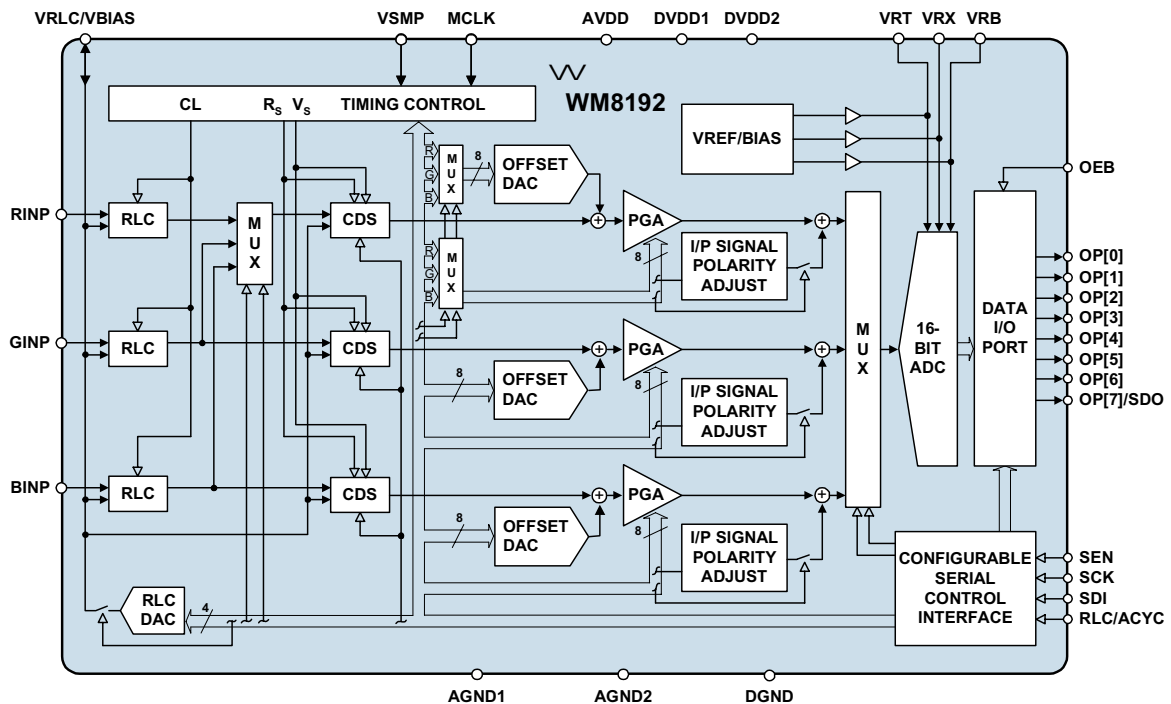 VRLC/VBIAS VSMP MCLK AVDD DVDD1 DVDD2 VRT VRX VRB
WM8192
CL RS VS TIMING CONTROL
VREF/BIAS
R
G
B
MUX
8
OFFSET
DAC
OEB
RINP
RLC
MUX
CDS
PGA
R
G
B
MUX
8
I/P SIGNAL
POLARITY
ADJUST
MUX
16-
BIT
ADC
DATA
I/O
PORT
OP[0]
OP[1]
OP[2]
OP[3]
OP[4]
OP[5]
OP[6]
OP[7]/SDO
GINP
RLC
CDS
PGA
8
OFFSET
DAC
8
I/P SIGNAL
POLARITY
ADJUST
BINP
RLC
CDS
PGA
8
OFFSET
DAC
8
I/P SIGNAL
POLARITY
ADJUST
CONFIGURABLE
SERIAL
CONTROL
INTERFACE
SEN
SCK
SDI
RLC/ACYC
RLC
DAC
4
AGND1 AGND2 DGND